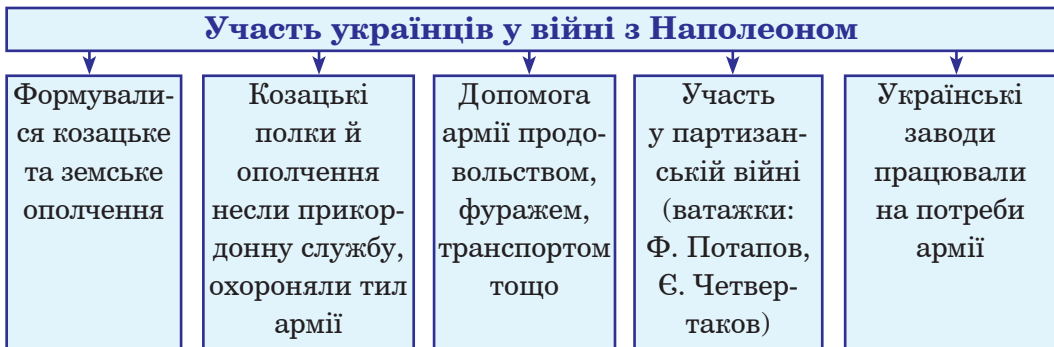 Участь українців у війні з Наполеоном
Формували-
ся козацьке
та земське
ополчення
Козацькі
полки й
ополчення
несли прикор-
донну службу,
охороняли тил
армії
Допомога
армії продо-
вольством,
фуражем,
транспортом
тощо
Участь
у партизан-
ській війні
(ватажки:
Ф. Потапов,
Є. Четвер-
таков)
Українські
заводи
працювали
на потреби
армії